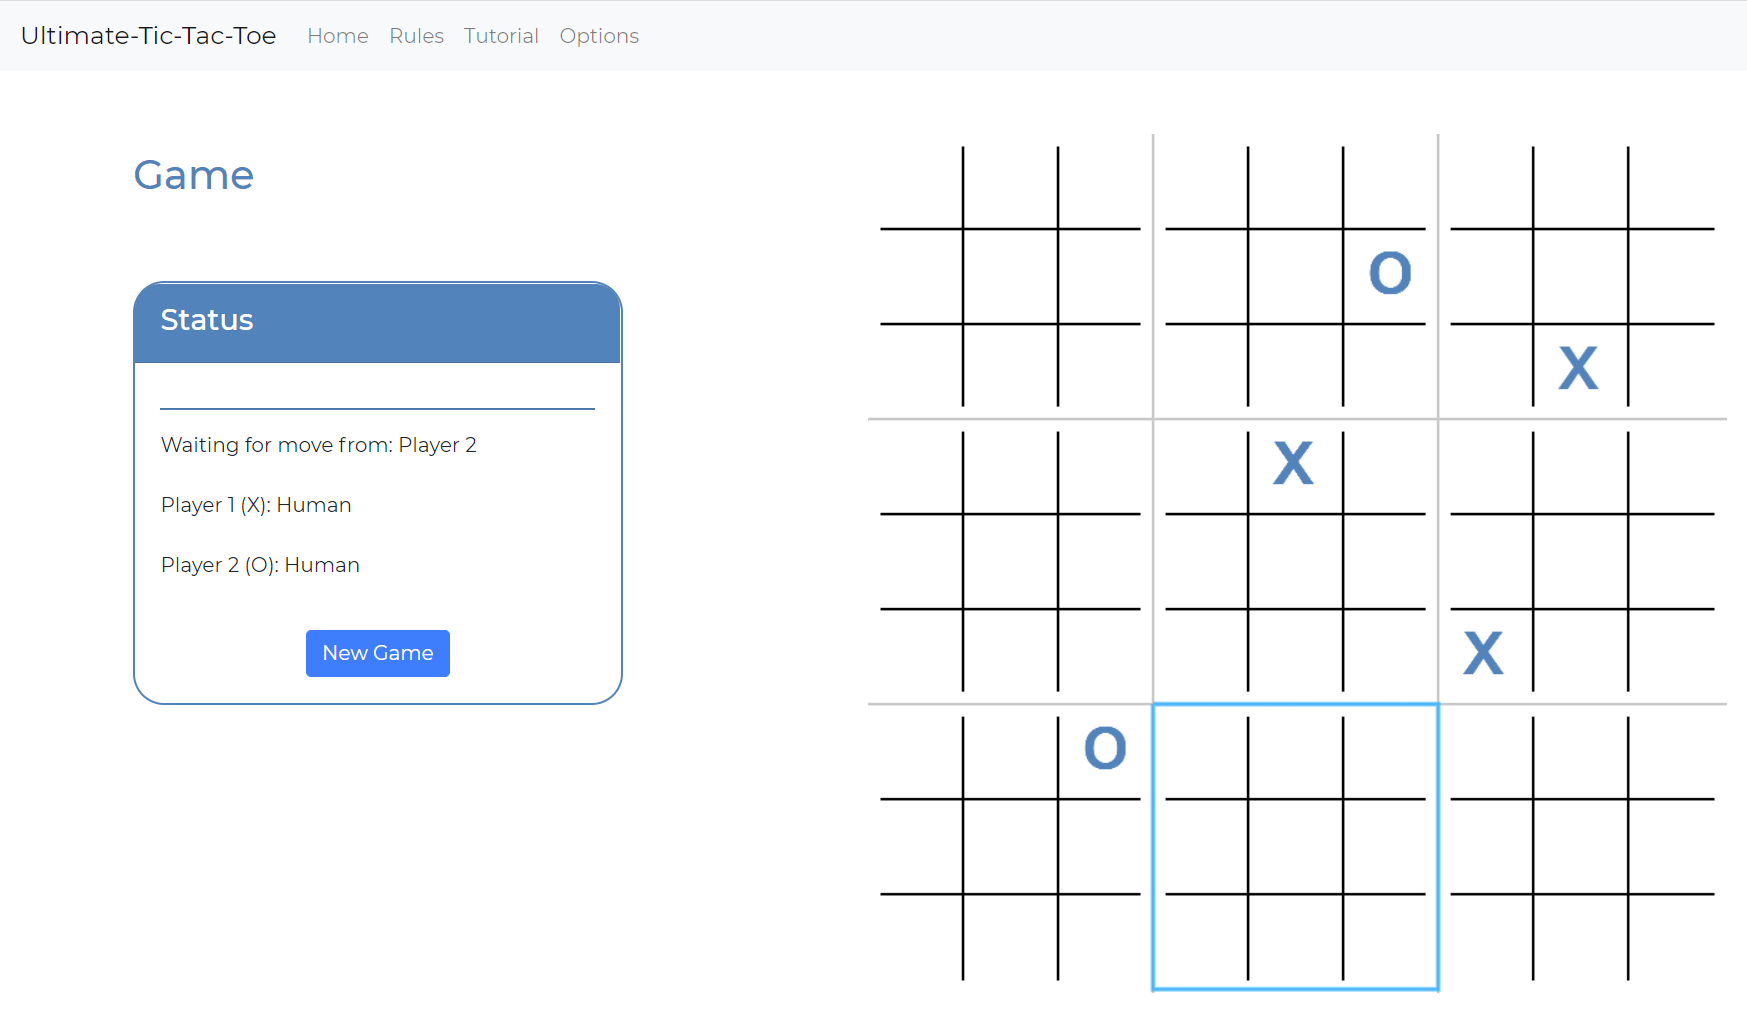 Ultimate-Tic-Tac-Toe Home Rules Tutorial Options
Game
Status
Waiting for move from: Player 2
Player 1 (X): Human
Player 2 (O): Human
New Game
O
X
X
X
O